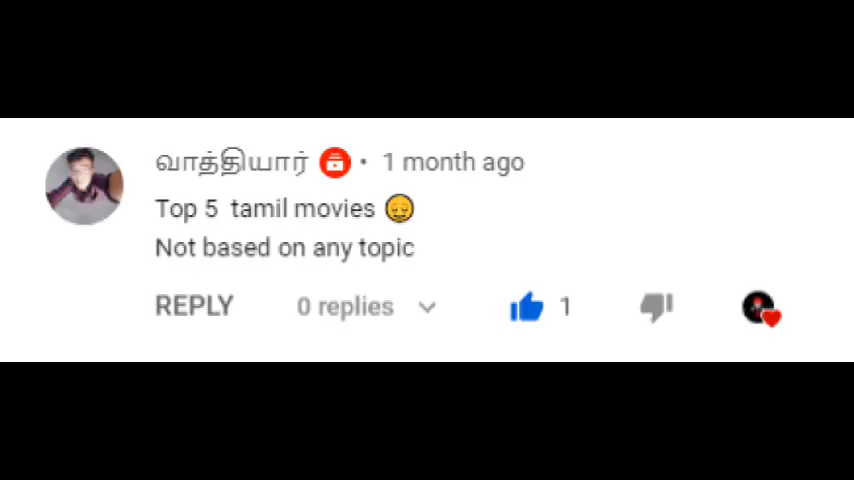 வாத்தியார் • 1 month ago
Top 5 tamil movies 😌
Not based on any topic
REPLY 0 replies 1